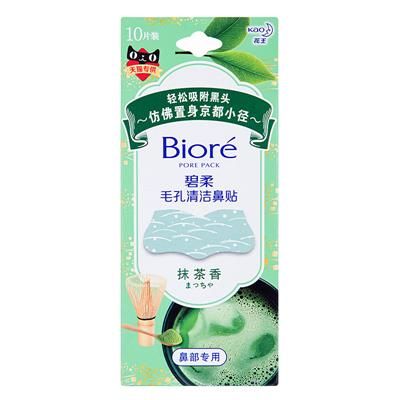 10片装
Kao
花王
天猫专供
轻松吸附黑头
~仿佛置身京都小径~
Bioré
PORE PACK
碧柔
毛孔清洁鼻贴
抹茶香
まっちゃ
鼻部专用